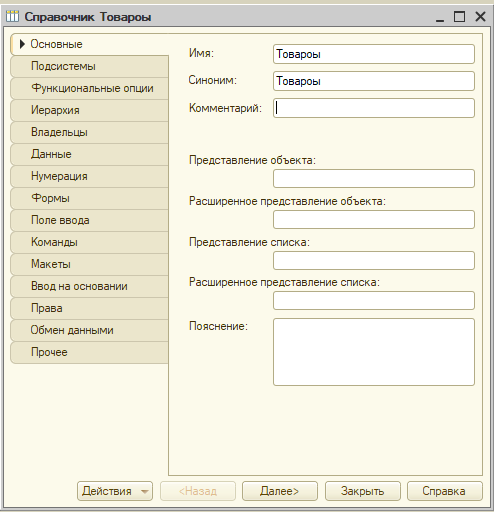 Справочник Товароы
Основные
Подсистемы
Функциональные опции
Иерархия
Владельцы
Данные
Нумерация
Формы
Поле ввода
Команды
Макеты
Ввод на основании
Права
Обмен данными
Прочее
Имя: Товароы
Синоним: Товароы
Комментарий:
Представление объекта:
Расширенное представление объекта:
Представление списка:
Расширенное представление списка:
Пояснение:
Действия <Назад Далее> Закрыть Справка